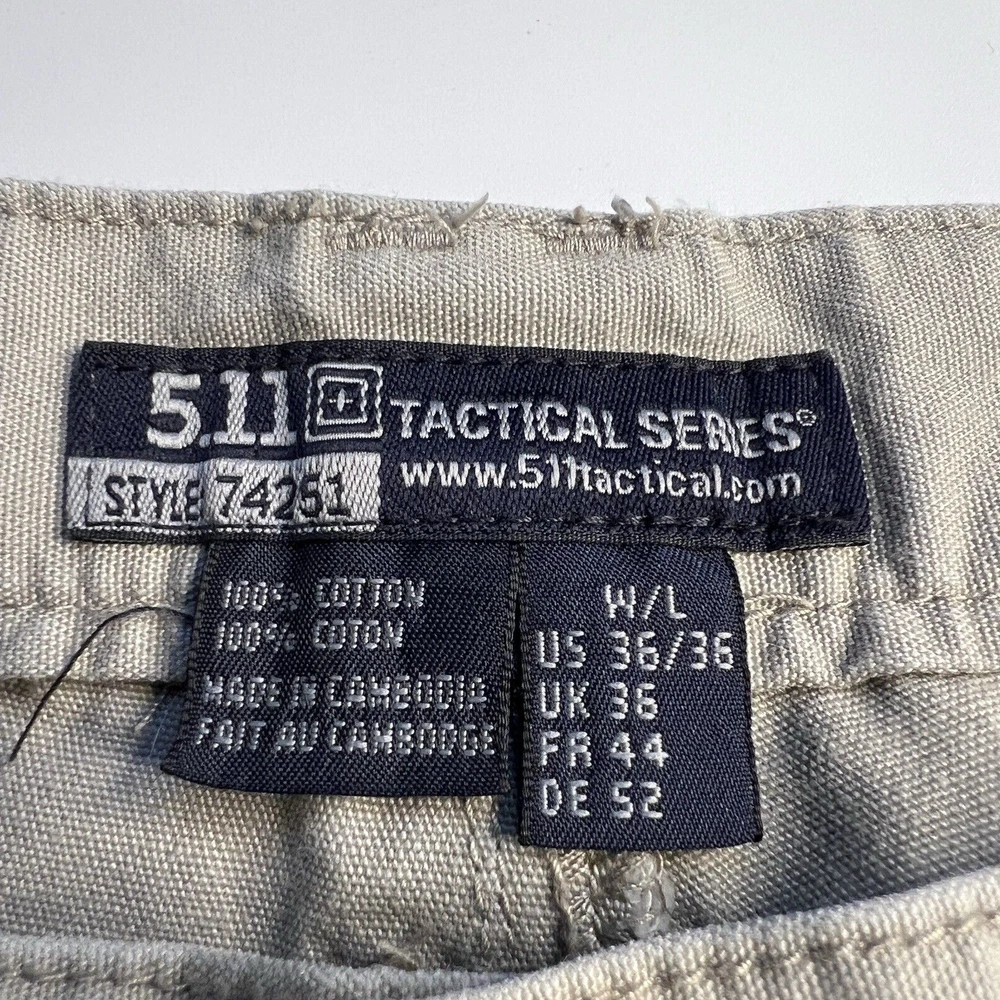 5.11 TACTICAL SERIES®
www.511tactical.com
STYLE 74251
100% COTTON
100% COTON
MADE IN CAMBODIA
FAIT AU CAMBODGE
W/L
US 36/36
UK 36
FR 44
DE 52